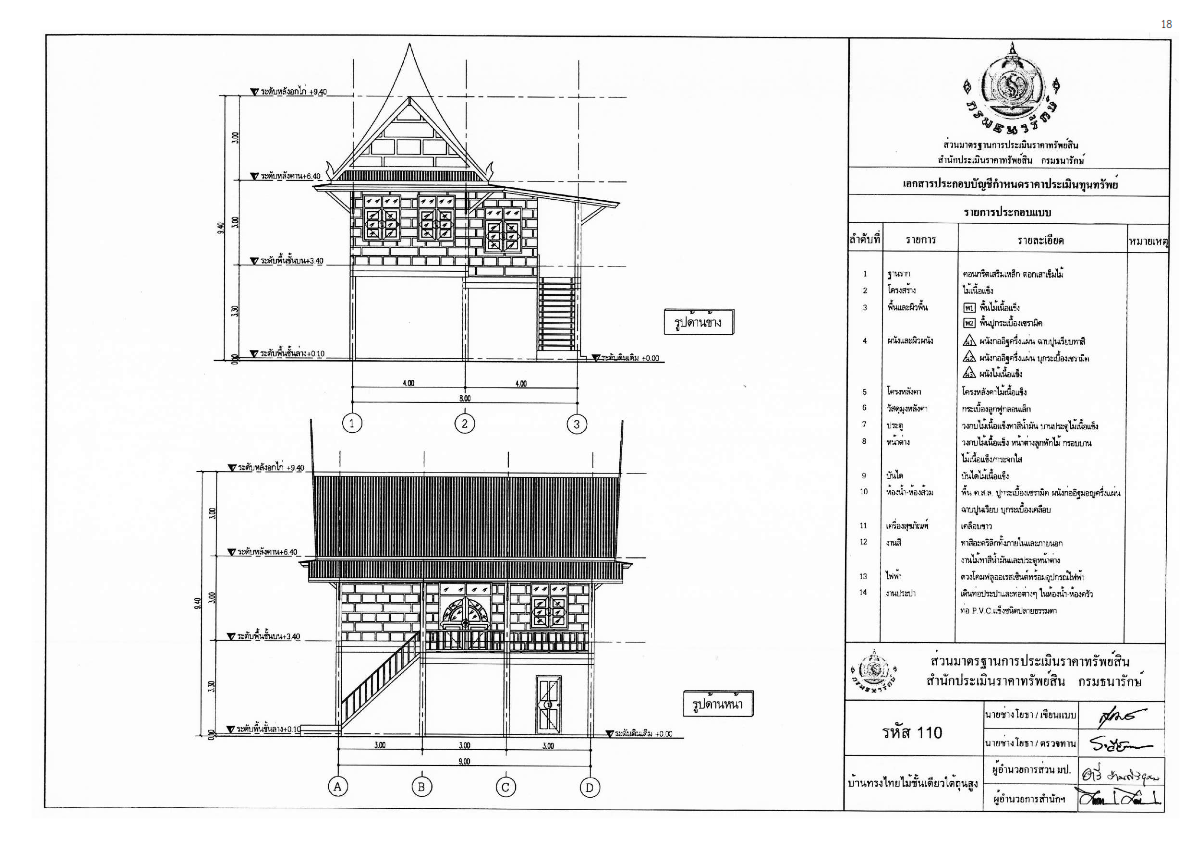 18
ระดับหลังอกไก่ +9.40
ระดับหลังคาน+6.40
ระดับพื้นชั้นบน+3.40
ระดับพื้นชั้นล่าง+0.10
ระดับดินเดิม +0.00
3.00
3.00
3.30
9.40
4.00
4.00
8.00
1
2
3
รูปด้านข้าง
ระดับหลังอกไก่ +9.40
ระดับหลังคาน+6.40
ระดับพื้นชั้นบน+3.40
ระดับพื้นชั้นล่าง+0.10
ระดับดินเดิม +0.00
3.00
3.00
3.30
9.40
3.00
3.00
3.00
9.00
A
B
C
D
รูปด้านหน้า
กรมธนารักษ์
ส่วนมาตรฐานการประเมินราคาทรัพย์สิน
สำนักประเมินราคาทรัพย์สิน กรมธนารักษ์
เอกสารประกอบบัญชีกำหนดราคาประเมินทุนทรัพย์
รายการประกอบแบบ
ลำดับที่ รายการ รายละเอียด หมายเหตุ
1 ฐานราก คอนกรีตเสริมเหล็ก ตอกเสาเข็มไม้
2 โครงสร้าง ไม้เนื้อแข็ง
3 พื้นและผิวพื้น W1 พื้นไม้เนื้อแข็ง
W2 พื้นปูกระเบื้องเซรามิค
4 ผนังและผิวผนัง ผนังก่ออิฐครึ่งแผ่น ฉาบปูนเรียบทาสี
ผนังก่ออิฐครึ่งแผ่น บุกระเบื้องเซรามิค
ผนังไม้เนื้อแข็ง
5 โครงหลังคา โครงหลังคาไม้เนื้อแข็ง
6 วัสดุมุงหลังคา กระเบื้องลูกฟูกลอนเล็ก
7 ประตู วงกบไม้เนื้อแข็งทาสีน้ำมัน บานประตูไม้เนื้อแข็ง
8 หน้าต่าง วงกบไม้เนื้อแข็ง หน้าต่างลูกฟักไม้ กรอบบาน
ไม้เนื้อแข็ง/กระจกใส
9 บันได บันไดไม้เนื้อแข็ง
10 ห้องน้ำ-ห้องส้วม พื้น ค.ส.ล. ปูกระเบื้องเซรามิค ผนังก่ออิฐมอญครึ่งแผ่น
ฉาบปูนเรียบ บุกระเบื้องเคลือบ
11 เครื่องสุขภัณฑ์ เคลือบขาว
12 งานสี ทาสีอะคริลิกทั้งภายในและภายนอก
งานไม้ทาสีน้ำมันและประตูหน้าต่าง
13 ไฟฟ้า ดวงโคมฟลูออเรสเซ็นต์พร้อมอุปกรณ์ไฟฟ้า
14 งานประปา เดินท่อประปาและท่อต่างๆ ในห้องน้ำ-ห้องครัว
ท่อ P.V.C.แข็งชนิดปลายธรรมดา
กรมธนารักษ์
ส่วนมาตรฐานการประเมินราคาทรัพย์สิน
สำนักประเมินราคาทรัพย์สิน กรมธนารักษ์
รหัส 110
นายช่างโยธา / เขียนแบบ
นายช่างโยธา / ตรวจทาน
บ้านทรงไทยไม้ชั้นเดียวใต้ถุนสูง
ผู้อำนวยการส่วน มป.
ผู้อำนวยการสำนักฯ